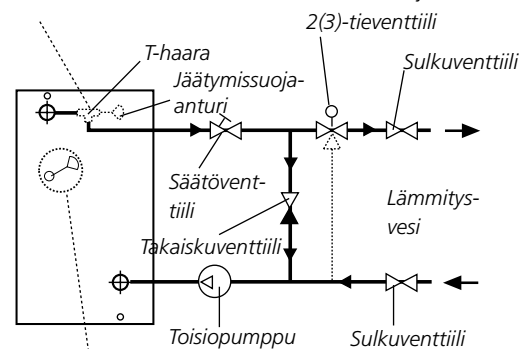 2(3)-tieventtiili
T-haara
Jäätymissuoja-
anturi
Sulkuventtiili
Säätövent-
tiili
Lämmitys-
vesi
Takaiskuventtiili
Toisiopumppu
Sulkuventtiili